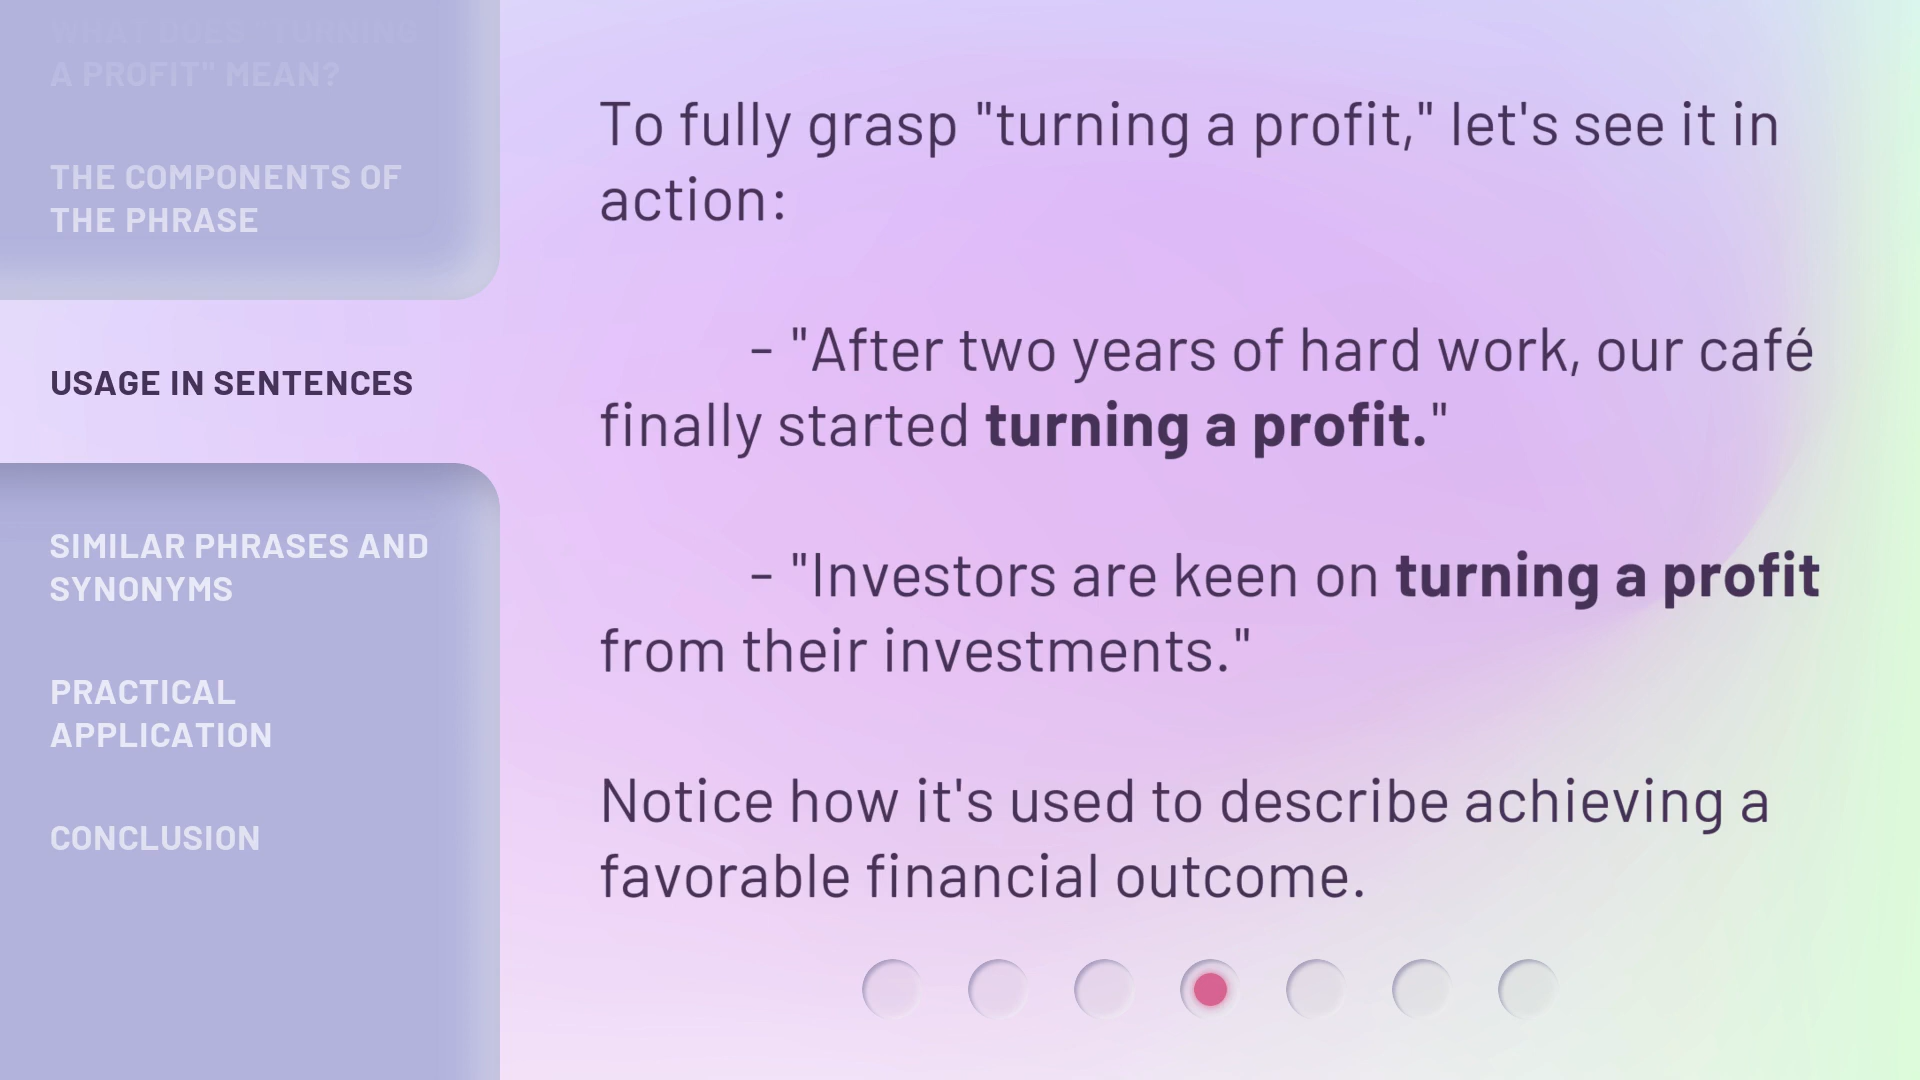 WHAT DOES "TURNING
A PROFIT" MEAN?
THE COMPONENTS OF
THE PHRASE
USAGE IN SENTENCES
SIMILAR PHRASES AND
SYNONYMS
PRACTICAL
APPLICATION
CONCLUSION
To fully grasp "turning a profit," let's see it in
action:
- "After two years of hard work, our café
finally started turning a profit."
- "Investors are keen on turning a profit
from their investments."
Notice how it's used to describe achieving a
favorable financial outcome.